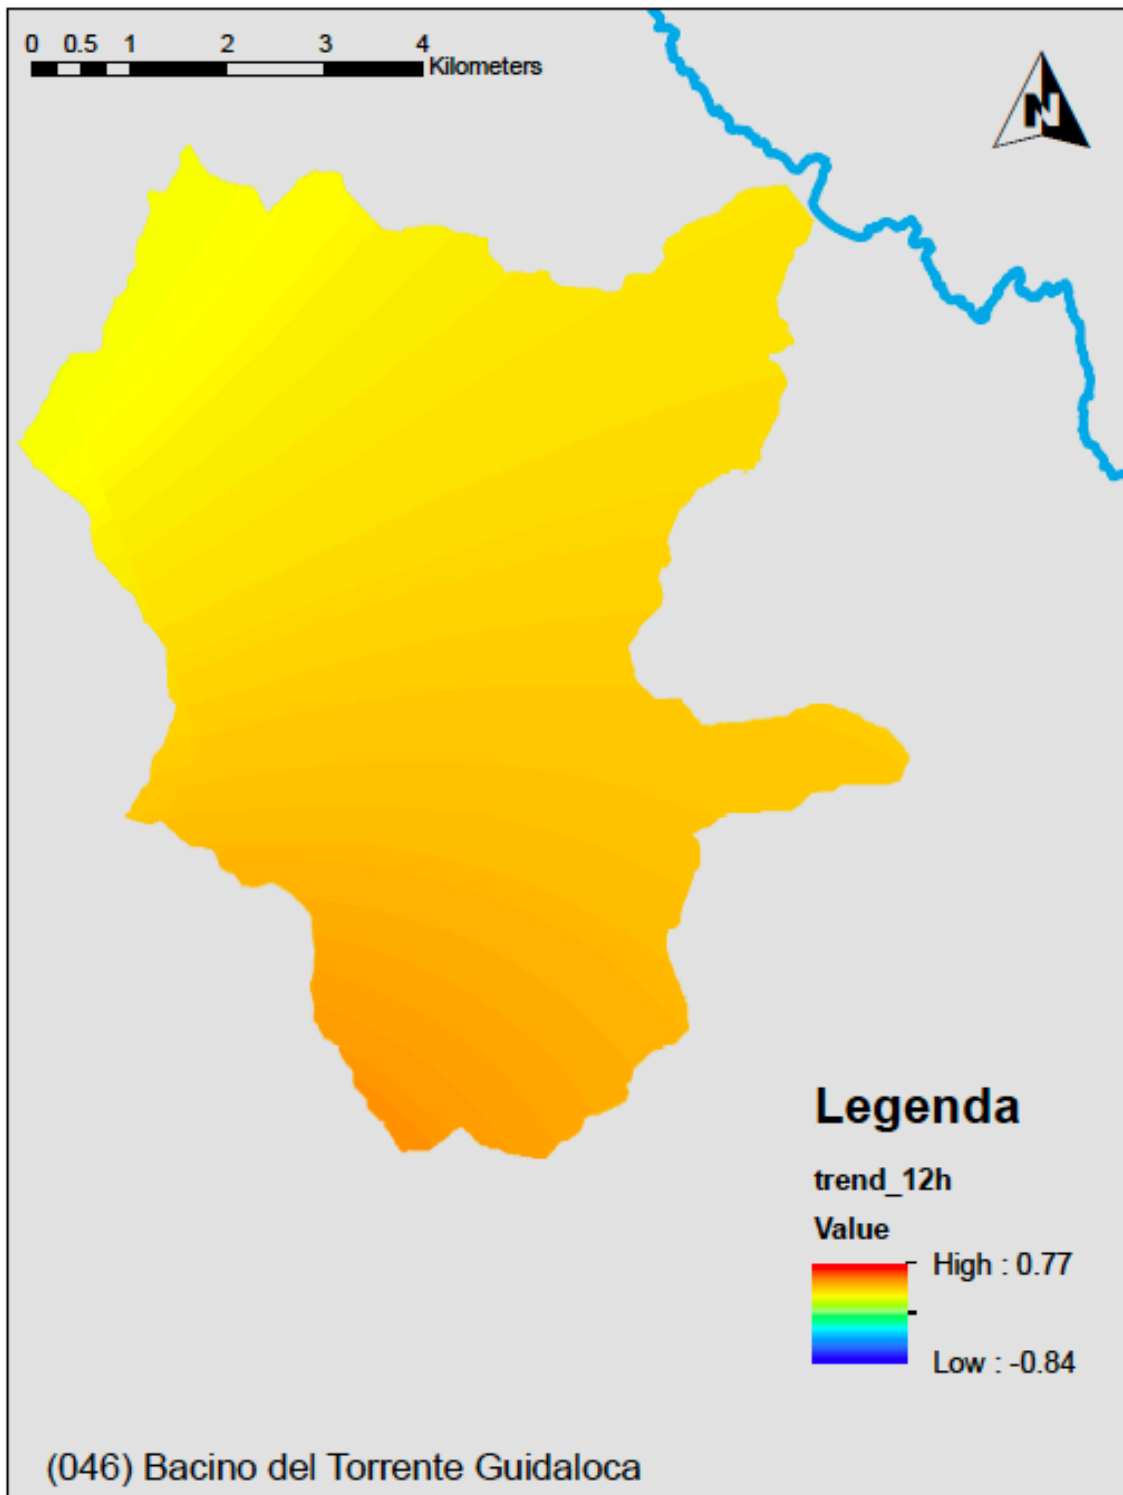 0 0.5 1 2 3 4
Kilometers
N
Legenda
trend_12h
Value
High : 0.77
Low : -0.84
(046) Bacino del Torrente Guidaloca